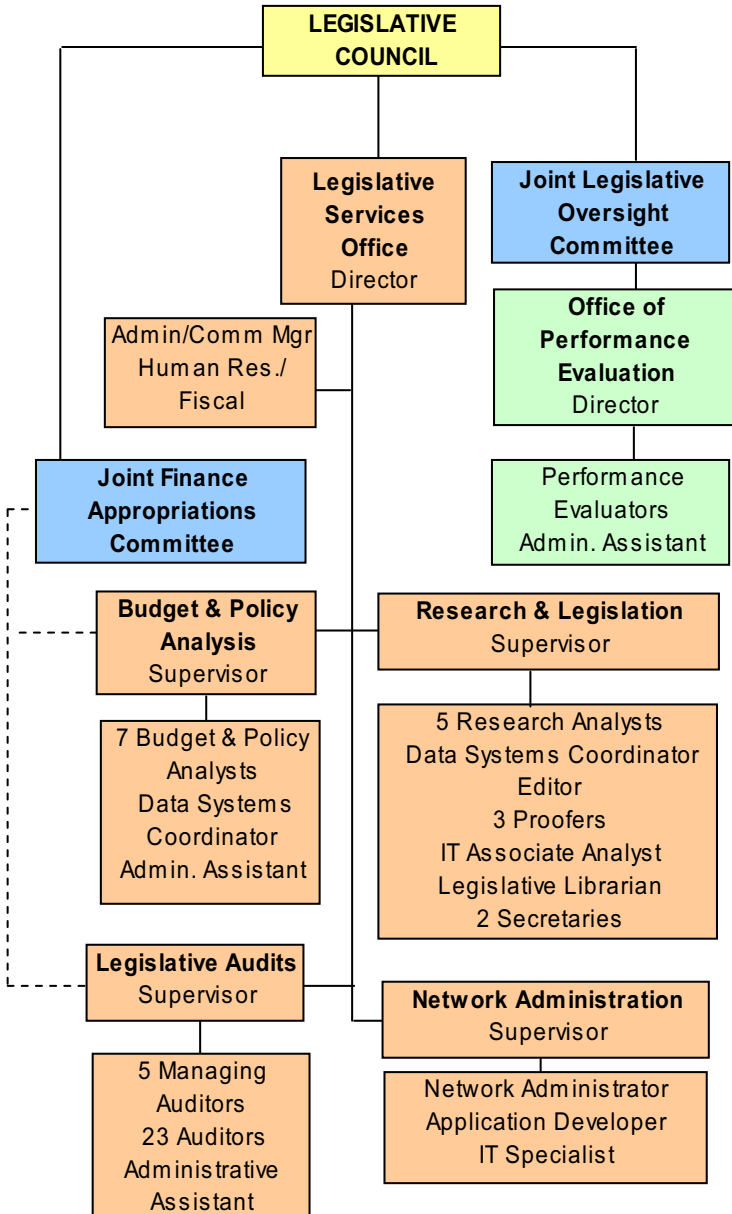 LEGISLATIVE
COUNCIL
Legislative
Services
Office
Director
Joint Legislative
Oversight
Committee
Office of
Performance
Evaluation
Director
Admin/Comm Mgr
Human Res./
Fiscal
Joint Finance
Appropriations
Committee
Performance
Evaluators
Admin. Assistant
Budget & Policy
Analysis
Supervisor
Research & Legislation
Supervisor
7 Budget & Policy
Analysts
Data Systems
Coordinator
Admin. Assistant
5 Research Analysts
Data Systems Coordinator
Editor
3 Proofers
IT Associate Analyst
Legislative Librarian
2 Secretaries
Legislative Audits
Supervisor
Network Administration
Supervisor
5 Managing
Auditors
23 Auditors
Administrative
Assistant
Network Administrator
Application Developer
IT Specialist